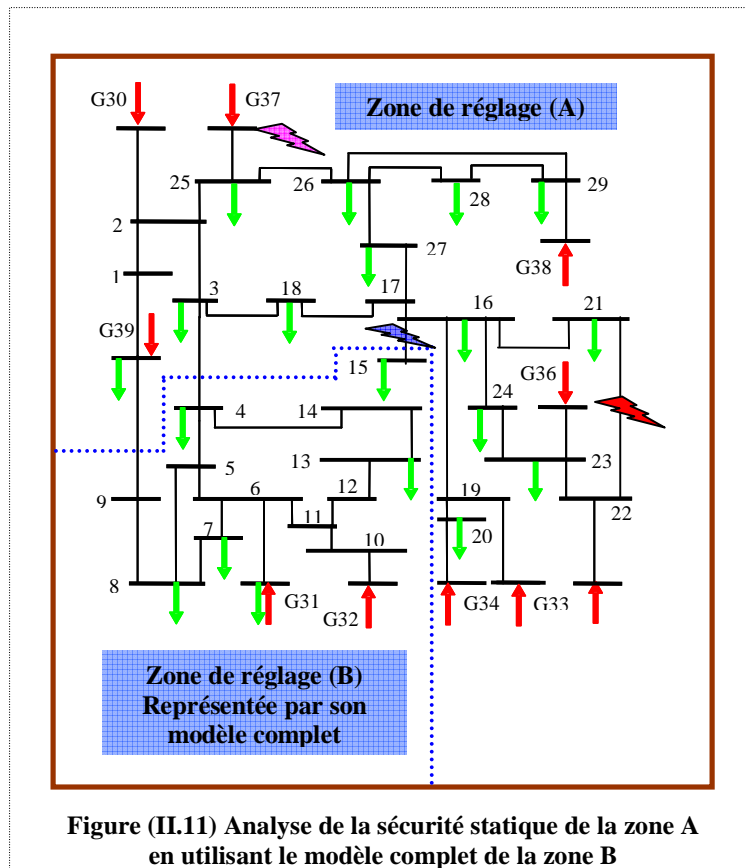 G30
G37
Zone de réglage (A)
25
26
28
29
2
27
G38
1
3
18
17
16
21
G39
15
G36
4
14
24
5
13
23
9
6
12
19
22
7
11
10
20
8
G31
G32
G34
G33
Zone de réglage (B)
Représentée par son
modèle complet
Figure (II.11) Analyse de la sécurité statique de la zone A
en utilisant le modèle complet de la zone B